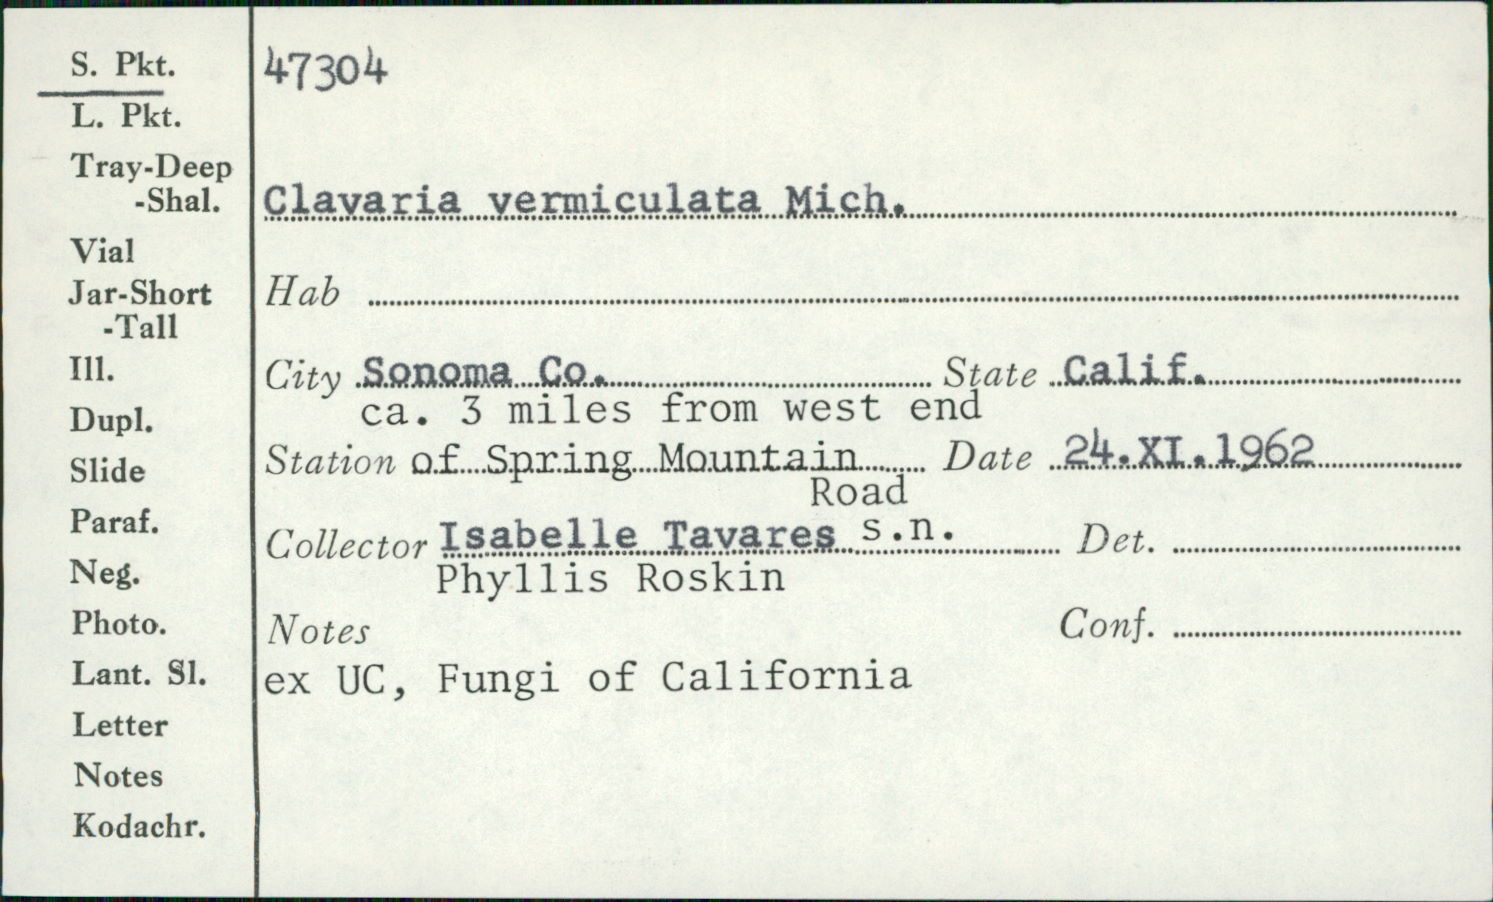 S. Pkt.
L. Pkt.
Tray-Deep
-Shal.
Vial
Jar-Short
-Tall
Ill.
Dupl.
Slide
Paraf.
Neg.
Photo.
Lant. Sl.
Letter
Notes
Kodachr.
47304
Clavaria vermiculata Mich.
Hab
City Sonoma Co. State Calif.
ca. 3 miles from west end
Station of Spring Mountain Date 24.XI.1962
Road
Collector Isabelle Tavares s.n. Det.
Phyllis Roskin
Notes Conf.
ex UC, Fungi of California